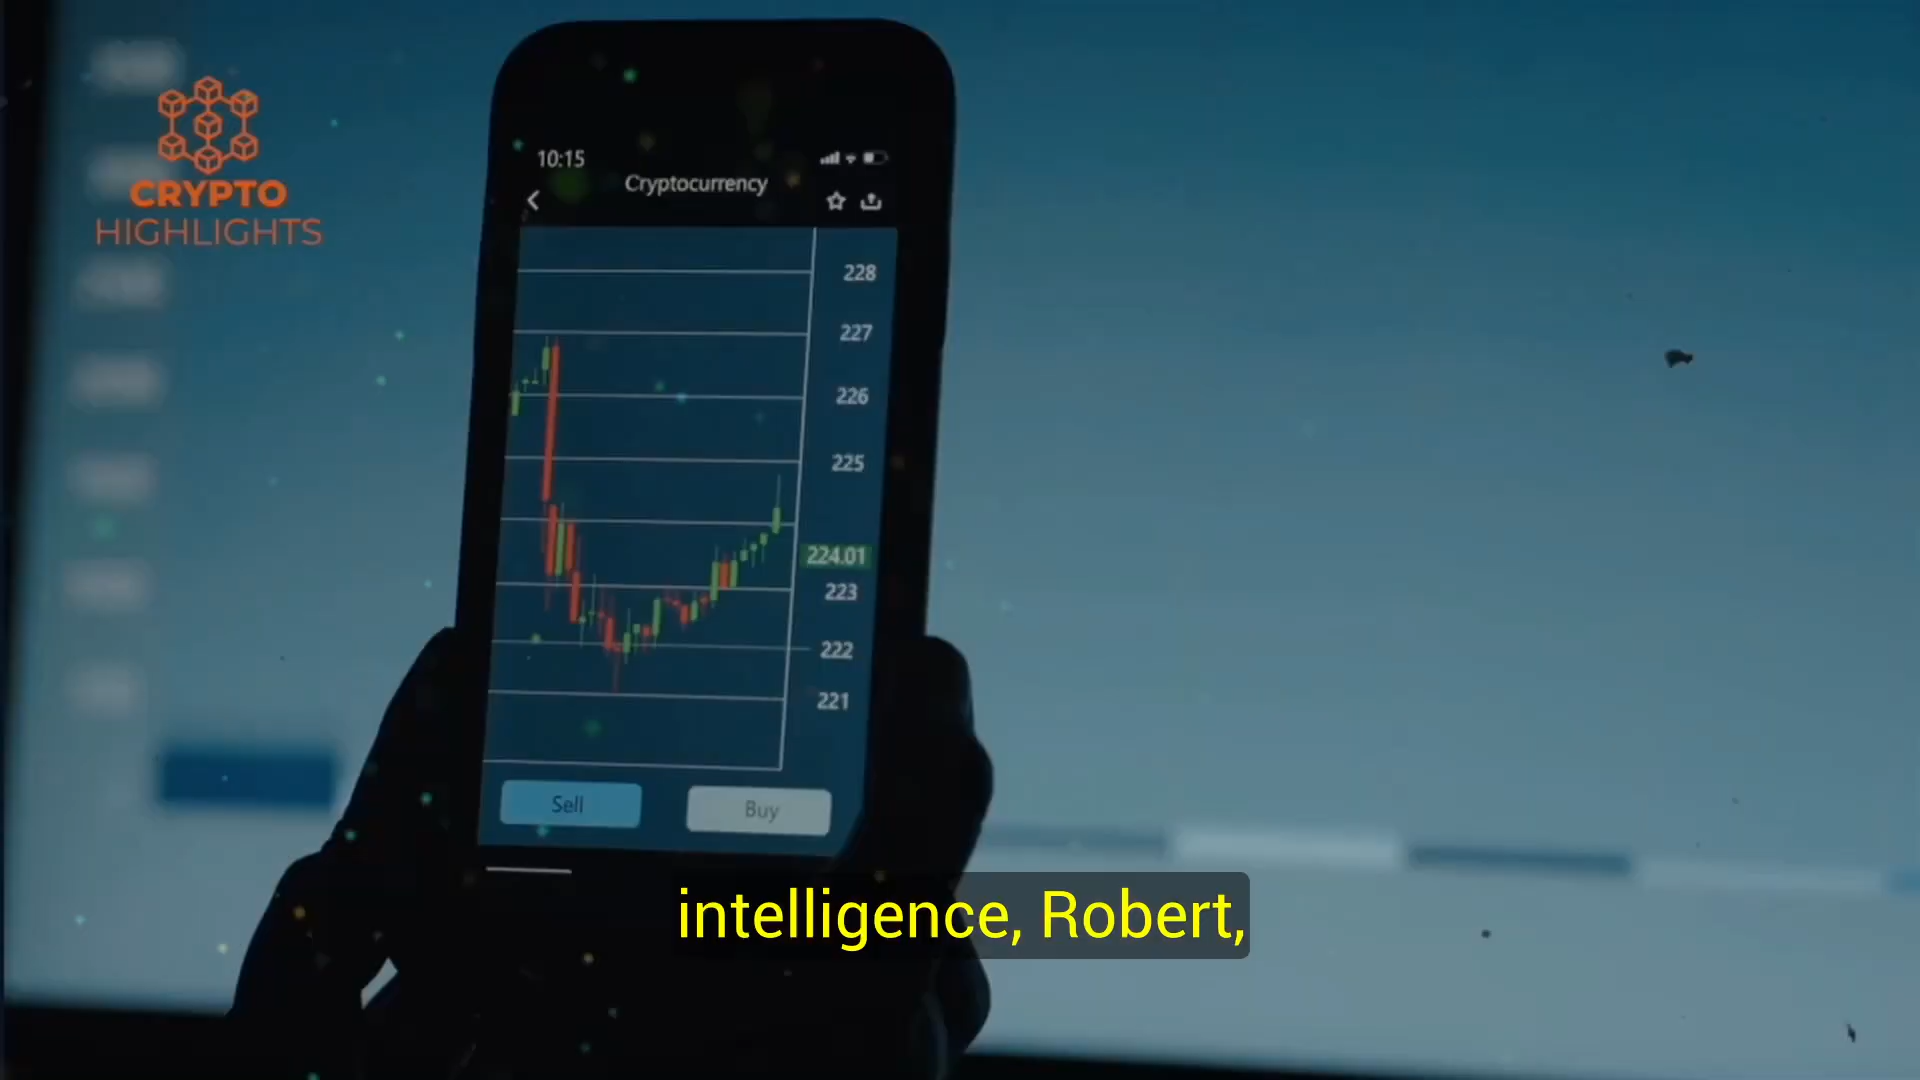 CRYPTO
HIGHLIGHTS
10:15
Cryptocurrency
228
227
226
225
224.01
223
222
221
Sell
Buy
intelligence, Robert,